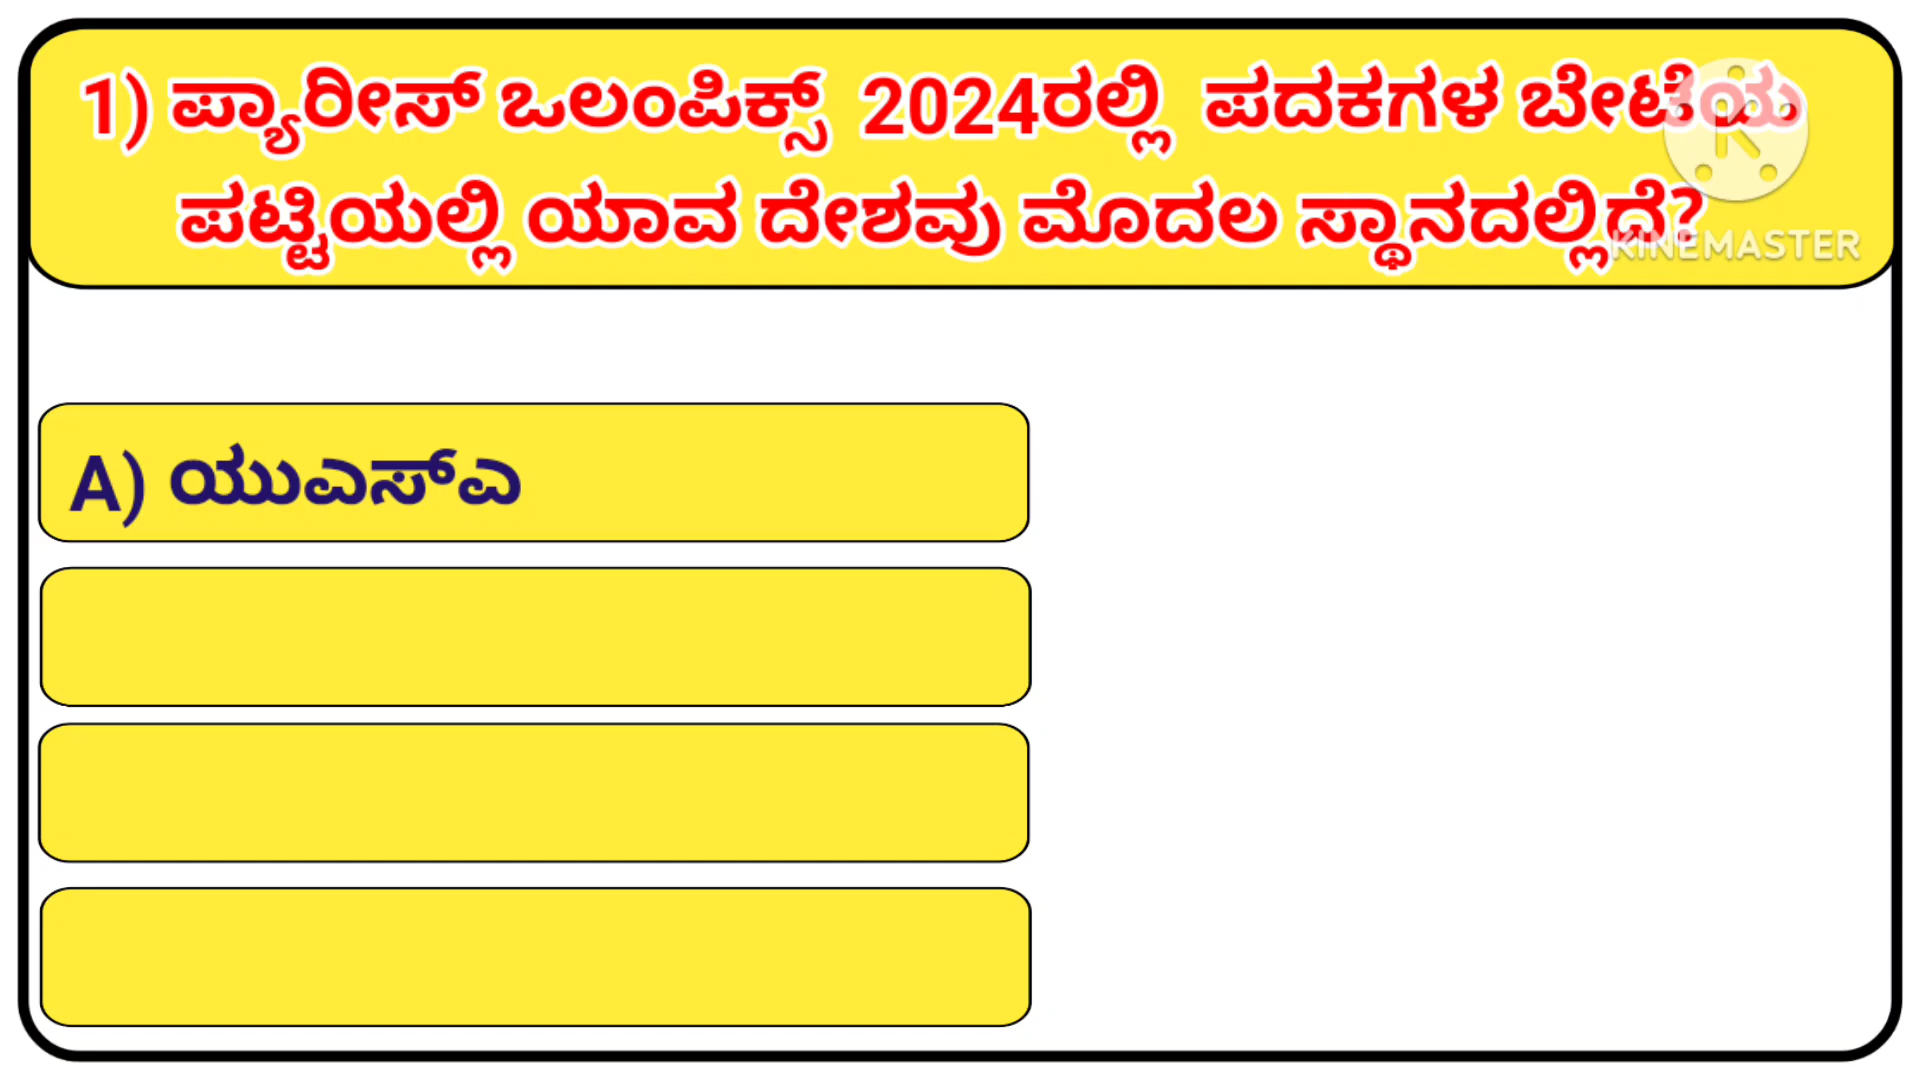 1) ಪ್ಯಾರೀಸ್ ಒಲಂಪಿಕ್ಸ್ 2024ರಲ್ಲಿ ಪದಕಗಳ ಬೇಟೆಯ
ಪಟ್ಟಿಯಲ್ಲಿ ಯಾವ ದೇಶವು ಮೊದಲ ಸ್ಥಾನದಲ್ಲಿದೆ?
KINEMASTER
A) ಯುಎಸ್ಎ